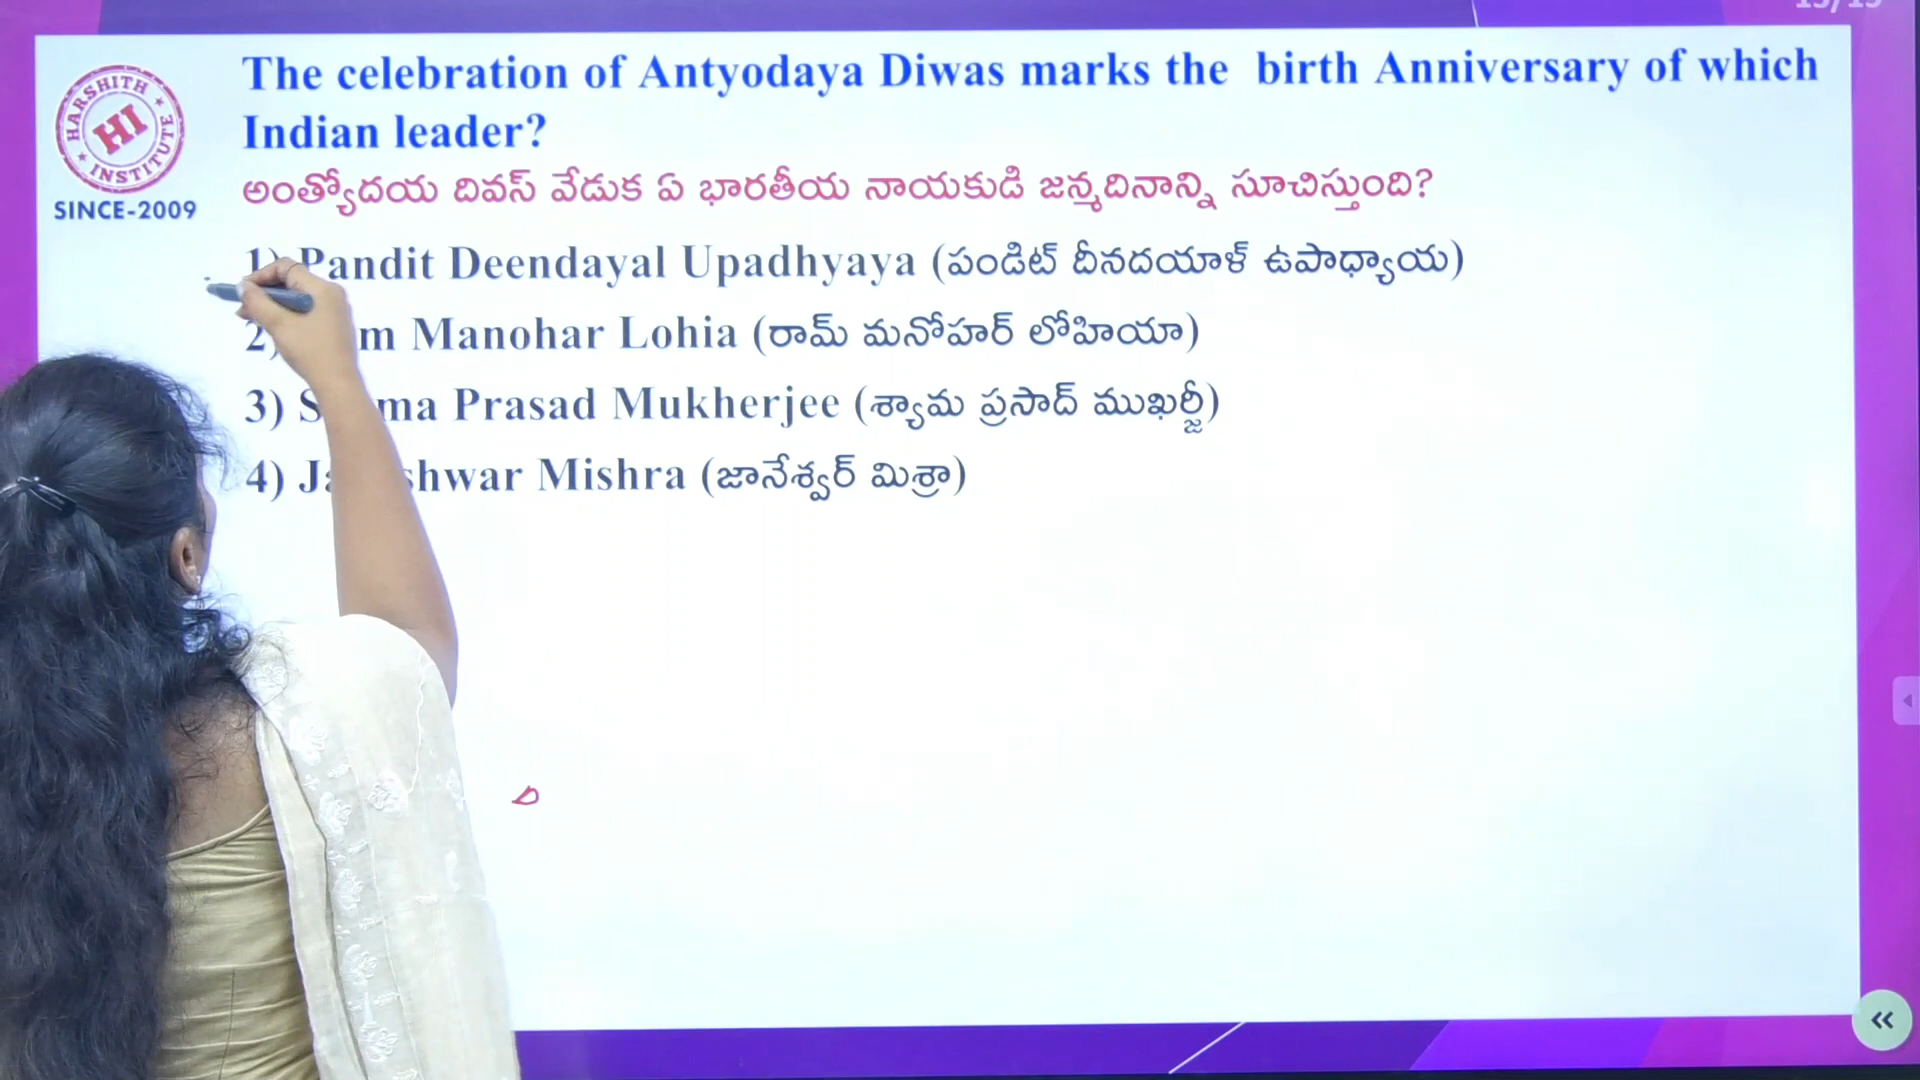 The celebration of Antyodaya Diwas marks the birth Anniversary of which
Indian leader?
అంత్యోదయ దివస్ వేడుక ఏ భారతీయ నాయకుడి జన్మదినాన్ని సూచిస్తుంది?
HARSHITH
HI
INSTITUTE
SINCE-2009
1) Pandit Deendayal Upadhyaya (పండిట్ దీనదయాళ్ ఉపాధ్యాయ)
2) Manohar Lohia (రామ్ మనోహర్ లోహియా)
3) Prasad Mukherjee (శ్యామ ప్రసాద్ ముఖర్జీ)
4) Mishra (జానేశ్వర్ మిశ్రా)